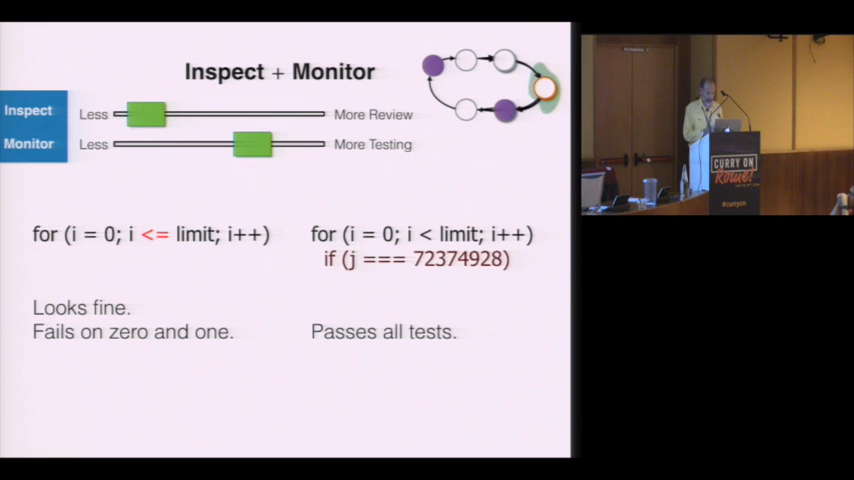 Inspect + Monitor
Inspect
Less
More Review
Monitor
Less
More Testing
for (i = 0; i <= limit; i++)
for (i = 0; i < limit; i++)
if (j === 72374928)
Looks fine.
Fails on zero and one.
Passes all tests.
CURRY ON
Rome!
#curryon